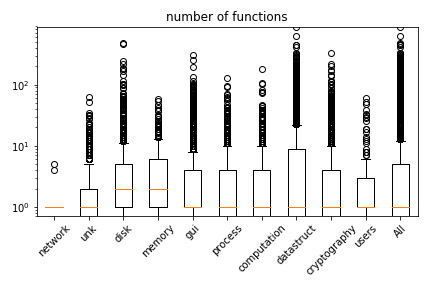 number of functions
10²
10¹
10⁰
network
unk
disk
memory
gui
process
computation
datastruct
cryptography
users
All